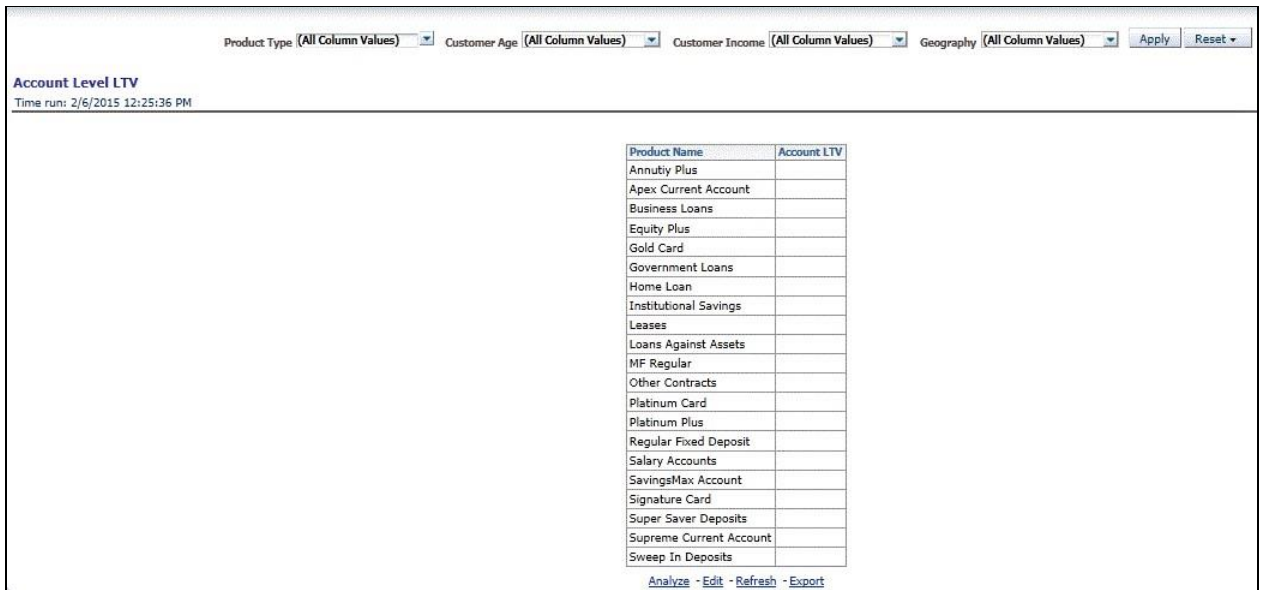 Product Type (All Column Values) Customer Age (All Column Values) Customer Income (All Column Values) Geography (All Column Values) Apply Reset
Account Level LTV
Time run: 2/6/2015 12:25:36 PM
Product Name Account LTV
Annutiy Plus
Apex Current Account
Business Loans
Equity Plus
Gold Card
Government Loans
Home Loan
Institutional Savings
Leases
Loans Against Assets
MF Regular
Other Contracts
Platinum Card
Platinum Plus
Regular Fixed Deposit
Salary Accounts
SavingsMax Account
Signature Card
Super Saver Deposits
Supreme Current Account
Sweep In Deposits
Analyze - Edit - Refresh - Export